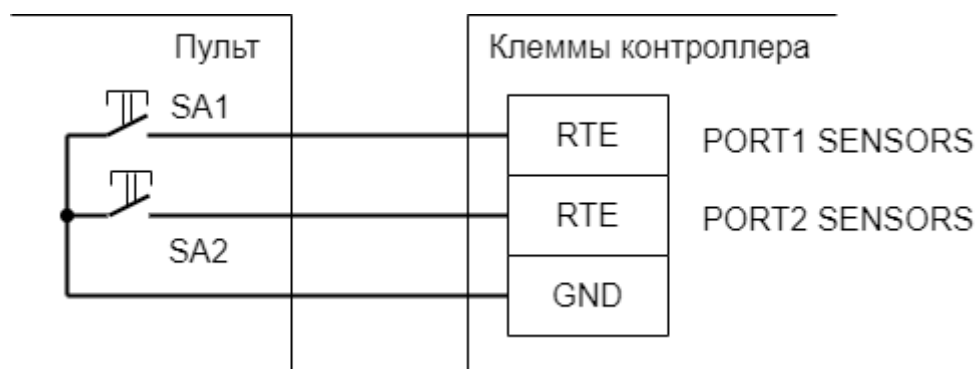 Пульт
Клеммы контроллера
SA1
RTE
PORT1 SENSORS
RTE
PORT2 SENSORS
SA2
GND